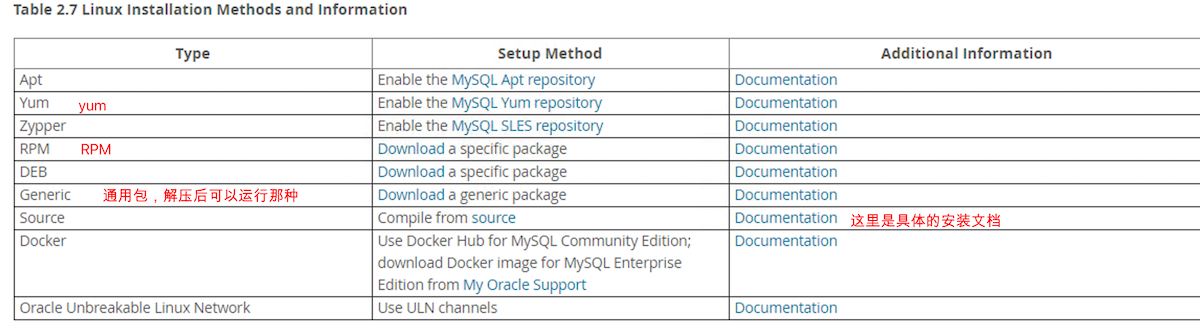 Table 2.7 Linux Installation Methods and Information
Type Setup Method Additional Information
Apt Enable the MySQL Apt repository Documentation
Yum yum Enable the MySQL Yum repository Documentation
Zypper Enable the MySQL SLES repository Documentation
RPM RPM Download a specific package Documentation
DEB Download a specific package Documentation
Generic 通用包，解压后可以运行那种 Download a generic package Documentation
Source Compile from source Documentation 这里是具体的安装文档
Docker Use Docker Hub for MySQL Community Edition; Documentation
download Docker image for MySQL Enterprise
Edition from My Oracle Support
Oracle Unbreakable Linux Network Use ULN channels Documentation